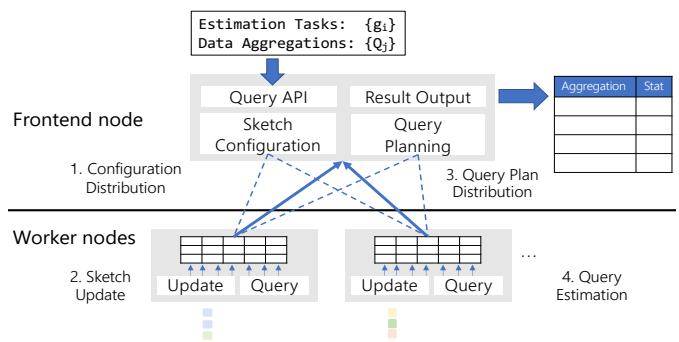 Estimation Tasks: {gᵢ}
Data Aggregations: {Qⱼ}
Query API
Result Output
Sketch
Configuration
Query
Planning
Aggregation
Stat
Frontend node
1. Configuration
Distribution
3. Query Plan
Distribution
Worker nodes
2. Sketch
Update
Update
Query
Update
Query
...
4. Query
Estimation